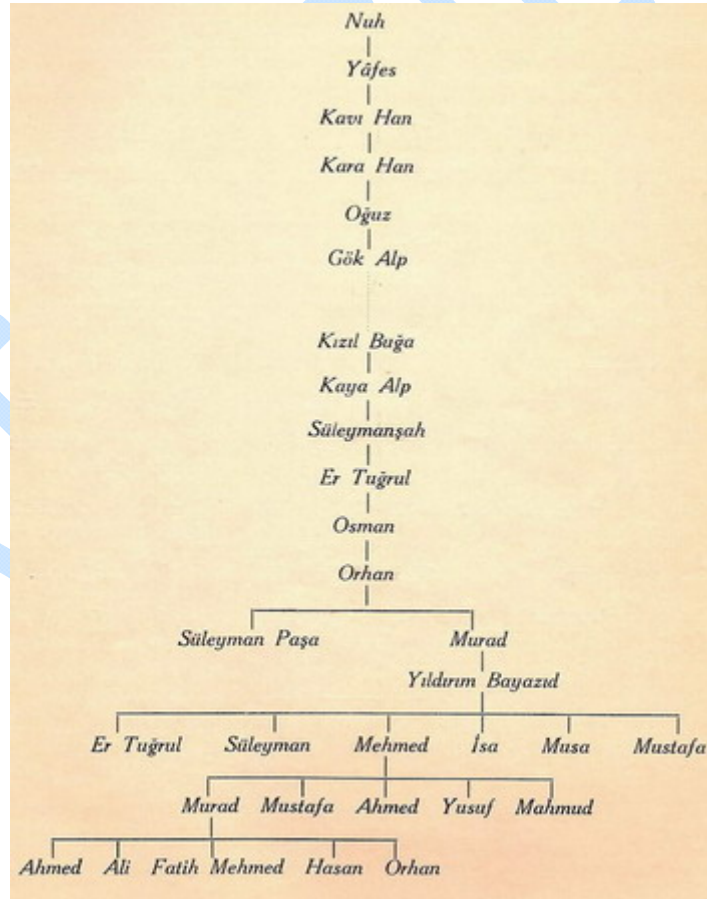 Nuh
Yâfes
Kavı Han
Kara Han
Oğuz
Gök Alp
Kızıl Buğa
Kaya Alp
Süleymanşah
Er Tuğrul
Osman
Orhan
Süleyman Paşa Murad
Yıldırım Bayazıd
Er Tuğrul Süleyman Mehmed İsa Musa Mustafa
Murad Mustafa Ahmed Yusuf Mahmud
Ahmed Ali Fatih Mehmed Hasan Orhan